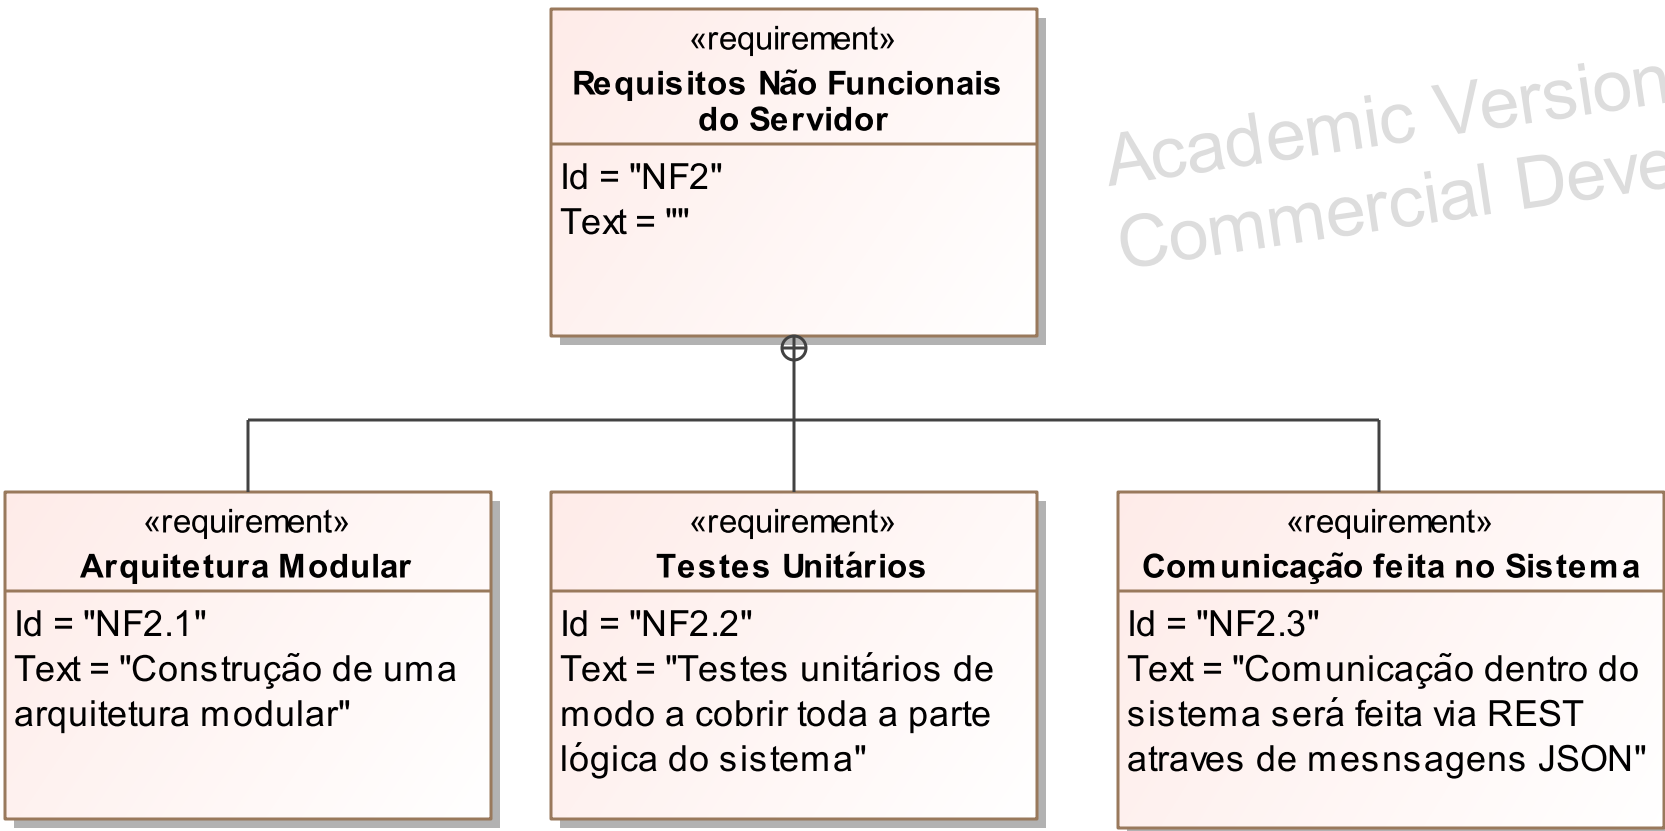 «requirement»
Requisitos Não Funcionais
do Servidor
Id = "NF2"
Text = ""
Academic Version
Commercial Deve
«requirement»
Arquitetura Modular
Id = "NF2.1"
Text = "Construção de uma
arquitetura modular"
«requirement»
Testes Unitários
Id = "NF2.2"
Text = "Testes unitários de
modo a cobrir toda a parte
lógica do sistema"
«requirement»
Comunicação feita no Sistema
Id = "NF2.3"
Text = "Comunicação dentro do
sistema será feita via REST
atraves de mesnsagens JSON"